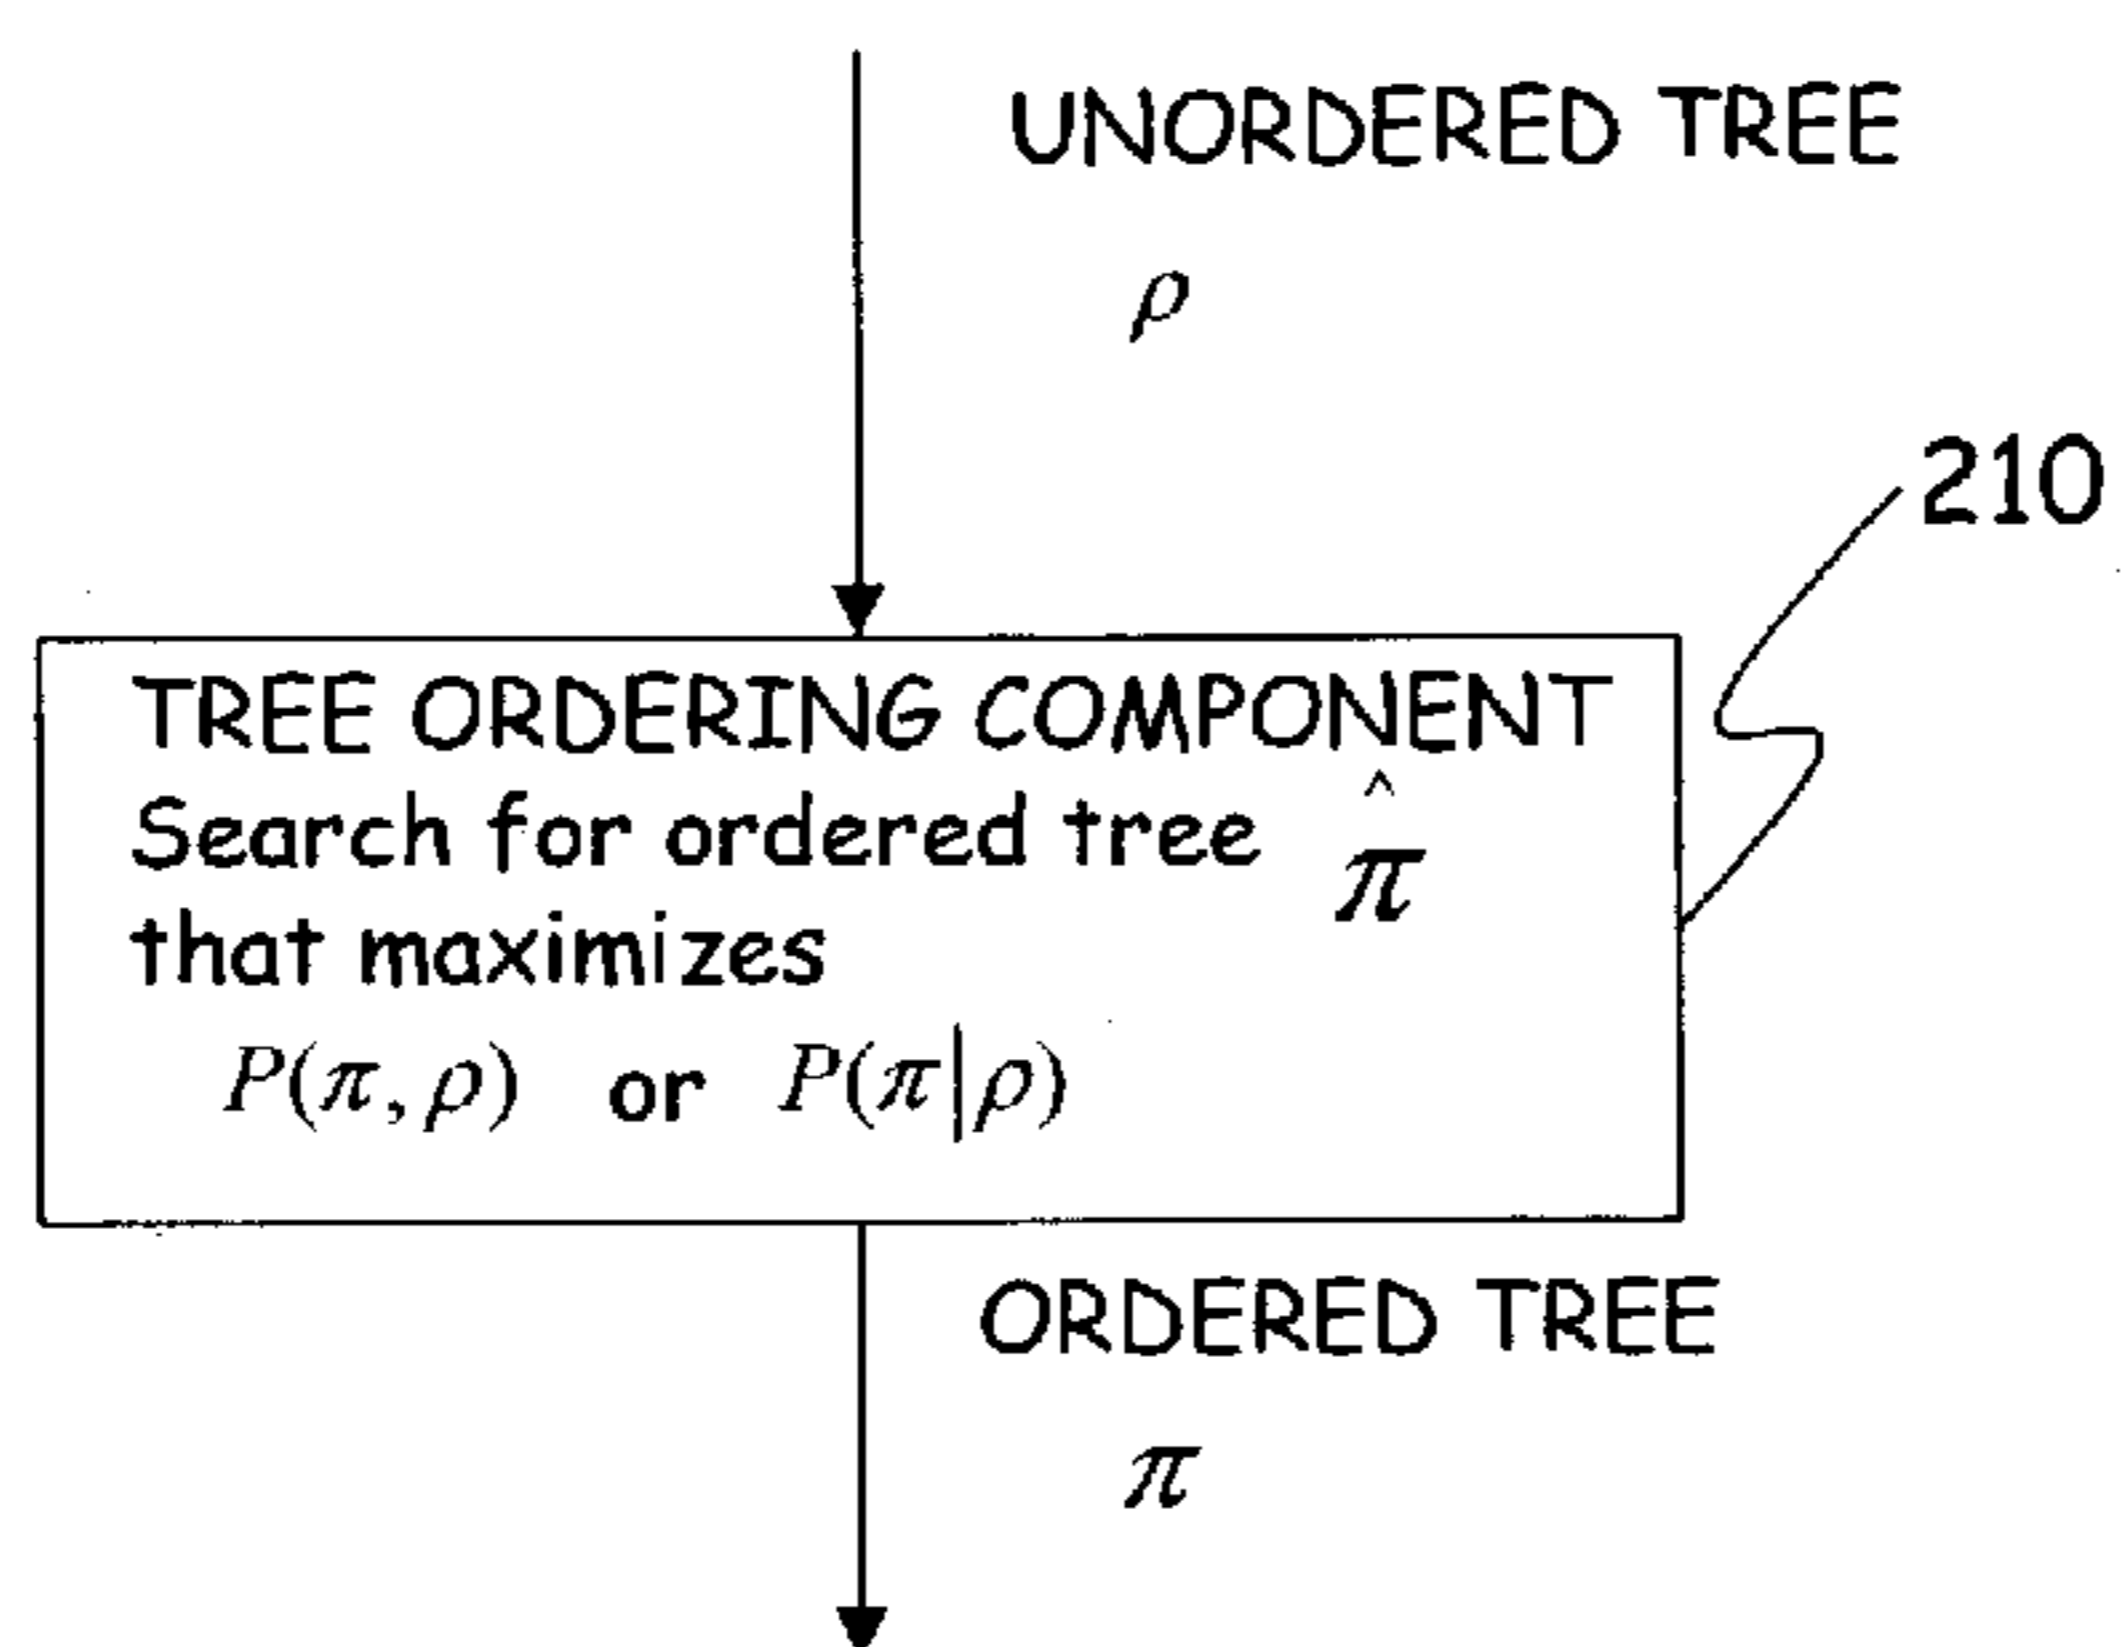 UNORDERED TREE
ρ
210
TREE ORDERING COMPONENT
Search for ordered tree π̂
that maximizes
P(π, ρ) or P(π|ρ)
ORDERED TREE
π